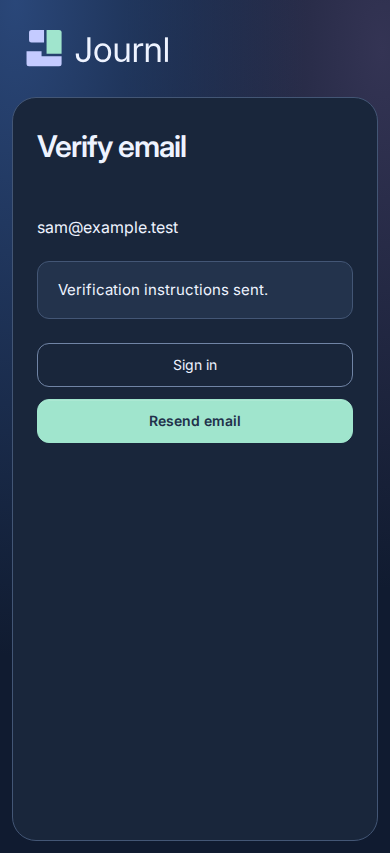 Journl
Verify email
sam@example.test
Verification instructions sent.
Sign in
Resend email